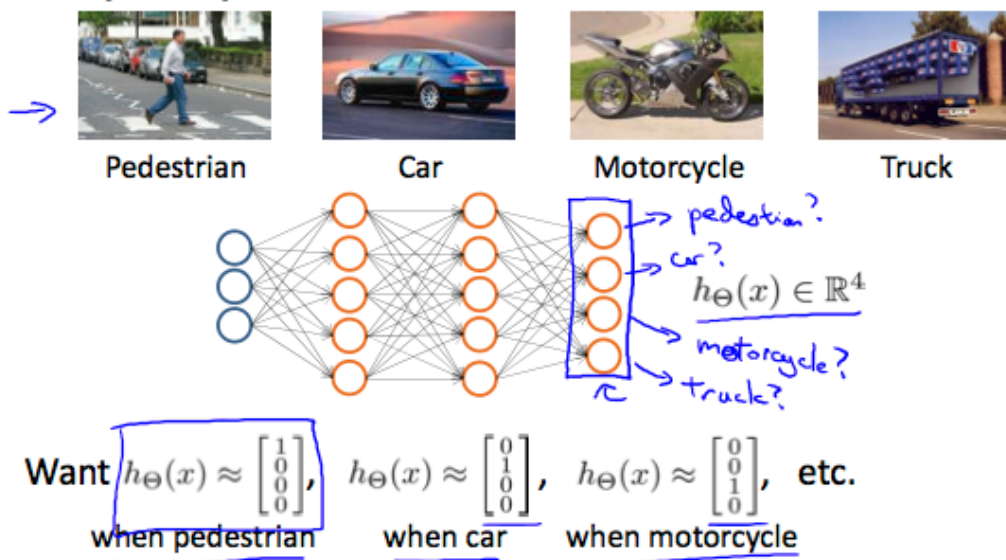 Pedestrian Car Motorcycle Truck
→ pedestian?
→ car?
hΘ(x) ∈ ℝ⁴
→ motorcycle?
→ truck?
Want hΘ(x) ≈ [1 0 0 0], hΘ(x) ≈ [0 1 0 0], hΘ(x) ≈ [0 0 1 0], etc.
when pedestrian when car when motorcycle